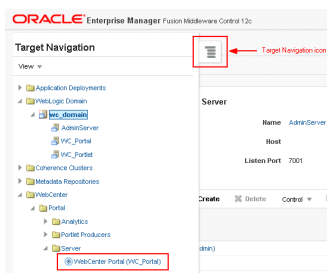 ORACLE Enterprise Manager Fusion Middleware Control 12c
Target Navigation
Target Navigation icon
View
Application Deployments
WebLogic Domain
wc_domain
AdminServer
WC_Portal
WC_Portlet
Coherence Clusters
Metadata Repositories
WebCenter
Portal
Analytics
Portlet Producers
Server
WebCenter Portal (WC_Portal)
Server
Name AdminServer
Host
Listen Port 7001
Create Delete Control
dmin)